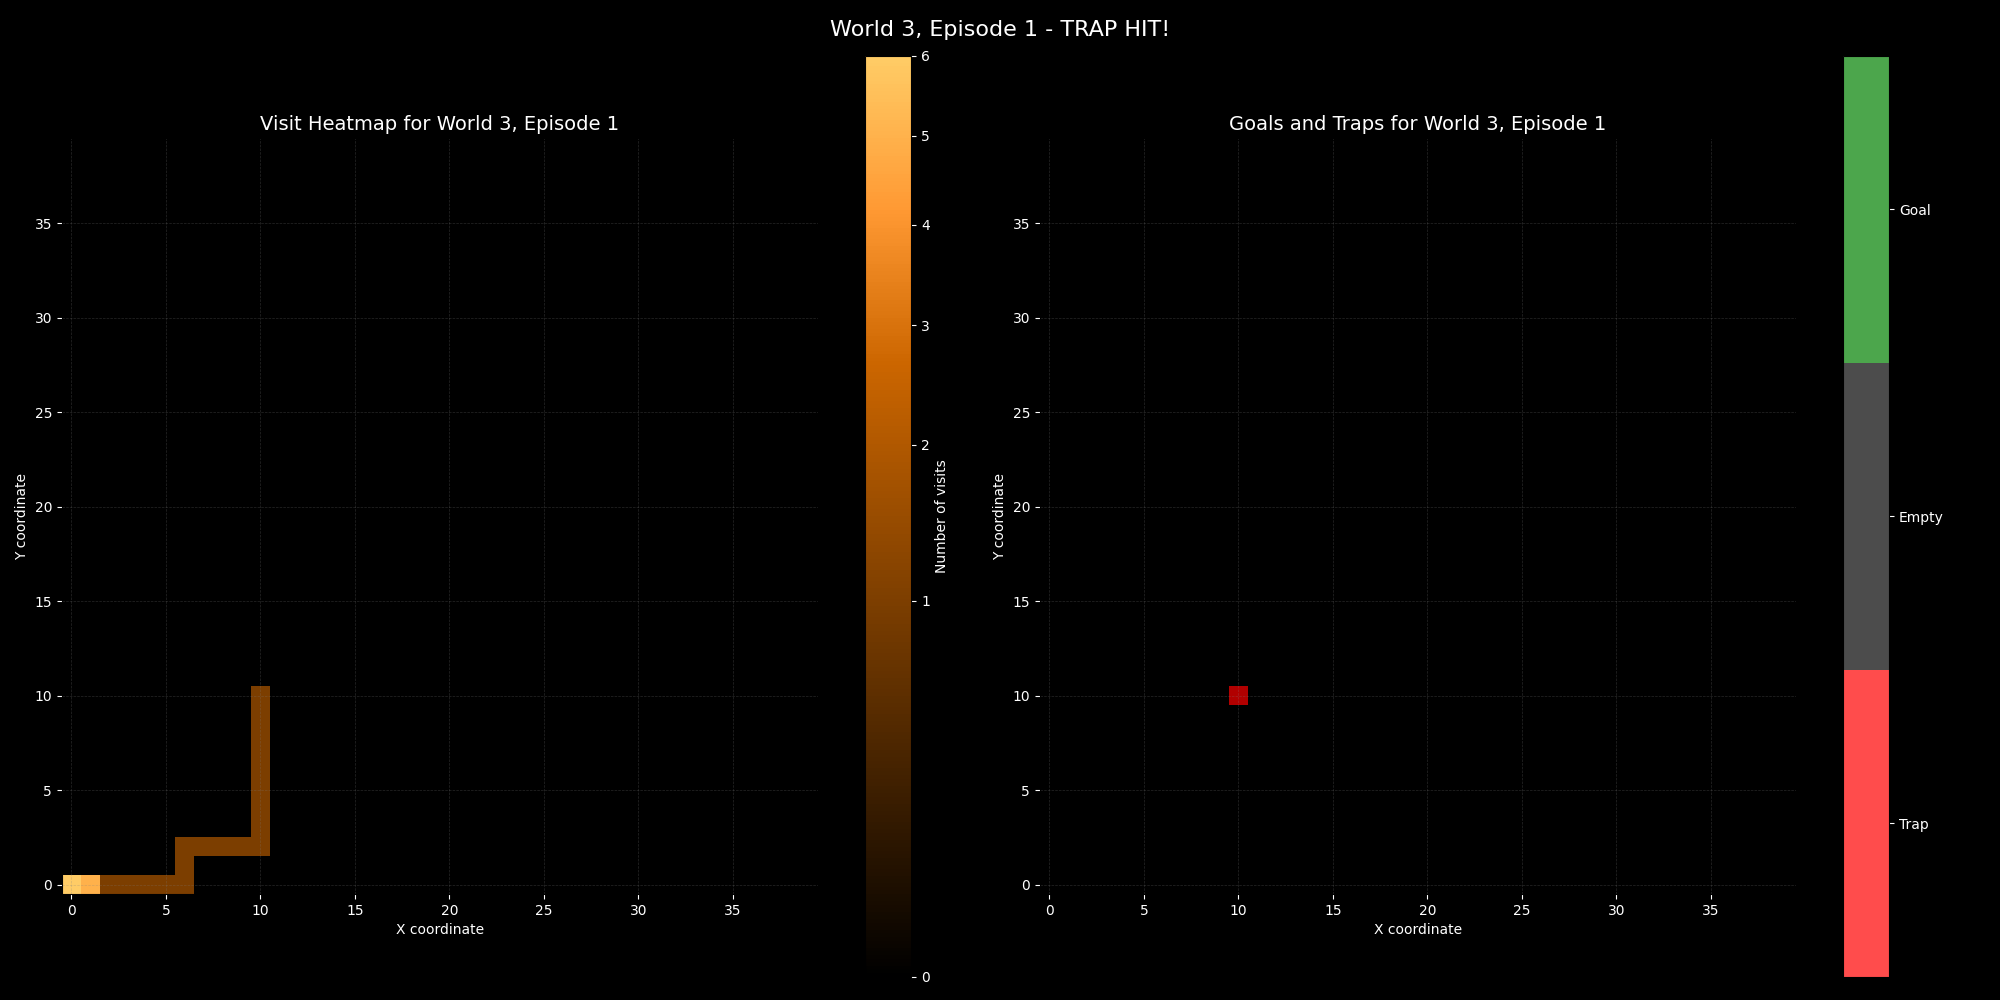 World 3, Episode 1 - TRAP HIT!
Visit Heatmap for World 3, Episode 1
Y coordinate
35
30
25
20
15
10
5
0
0 5 10 15 20 25 30 35
X coordinate
6
5
4
3
2
1
0
Number of visits
Goals and Traps for World 3, Episode 1
Y coordinate
35
30
25
20
15
10
5
0
0 5 10 15 20 25 30 35
X coordinate
Goal
Empty
Trap